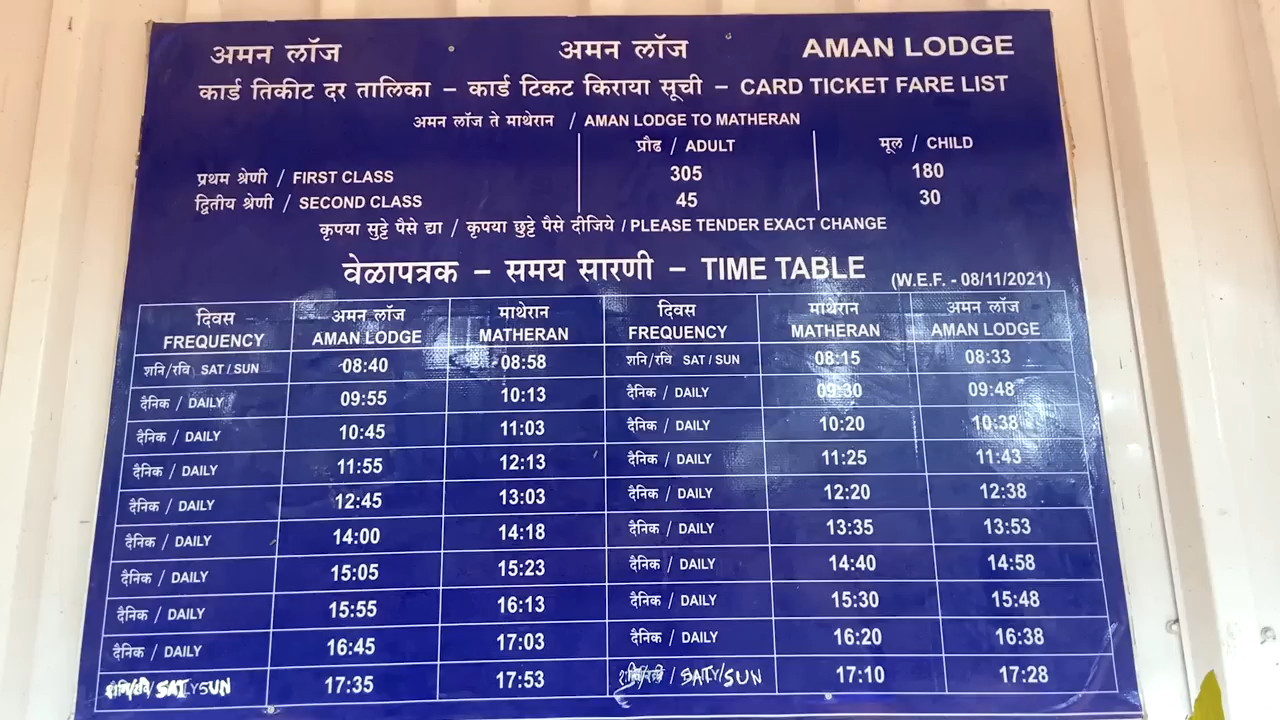 अमन लॉज अमन लॉज AMAN LODGE
कार्ड तिकीट दर तालिका – कार्ड टिकट किराया सूची – CARD TICKET FARE LIST
अमन लॉज ते माथेरान / AMAN LODGE TO MATHERAN
प्रौढ / ADULT मूल / CHILD
प्रथम श्रेणी / FIRST CLASS 305 180
द्वितीय श्रेणी / SECOND CLASS 45 30
कृपया सुट्टे पैसे द्या / कृपया छुट्टे पैसे दीजिये / PLEASE TENDER EXACT CHANGE
वेळापत्रक – समय सारणी – TIME TABLE (W.E.F. - 08/11/2021)
दिवस अमन लॉज माथेरान दिवस माथेरान अमन लॉज
FREQUENCY AMAN LODGE MATHERAN FREQUENCY MATHERAN AMAN LODGE
शनि/रवि SAT / SUN 08:40 08:58 शनि/रवि SAT / SUN 08:15 08:33
दैनिक / DAILY 09:55 10:13 दैनिक / DAILY 09:30 09:48
दैनिक / DAILY 10:45 11:03 दैनिक / DAILY 10:20 10:38
दैनिक / DAILY 11:55 12:13 दैनिक / DAILY 11:25 11:43
दैनिक / DAILY 12:45 13:03 दैनिक / DAILY 12:20 12:38
दैनिक / DAILY 14:00 14:18 दैनिक / DAILY 13:35 13:53
दैनिक / DAILY 15:05 15:23 दैनिक / DAILY 14:40 14:58
दैनिक / DAILY 15:55 16:13 दैनिक / DAILY 15:30 15:48
दैनिक / DAILY 16:45 17:03 दैनिक / DAILY 16:20 16:38
SAT SUN 17:35 17:53 SAT/SUN 17:10 17:28